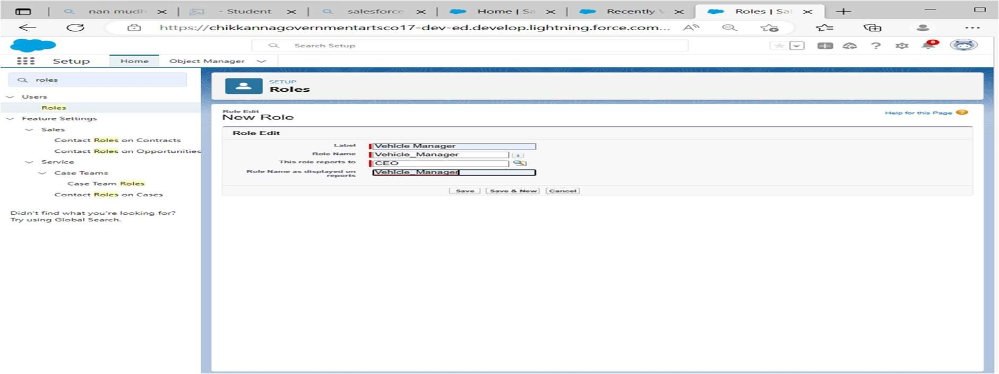 nan mudh
- Student
salesforce
Home | Sa
Recently V
Roles | Sal
https://chikkannagovernmentartsco17-dev-ed.develop.lightning.force.com...
Search Setup
8
Setup
Home
Object Manager
roles
Users
Roles
Feature Settings
Sales
Contact Roles on Contracts
Contact Roles on Opportunities
Service
Case Teams
Case Team Roles
Contact Roles on Cases
Didn't find what you're looking for?
Try using Global Search.
SETUP
Roles
Role Edit
New Role
Help for this Page
Role Edit
Label Vehicle Manager
Role Name Vehicle_Manager
This role reports to CEO
Role Name as displayed on
reports Vehicle_Manager
Save Save & New Cancel